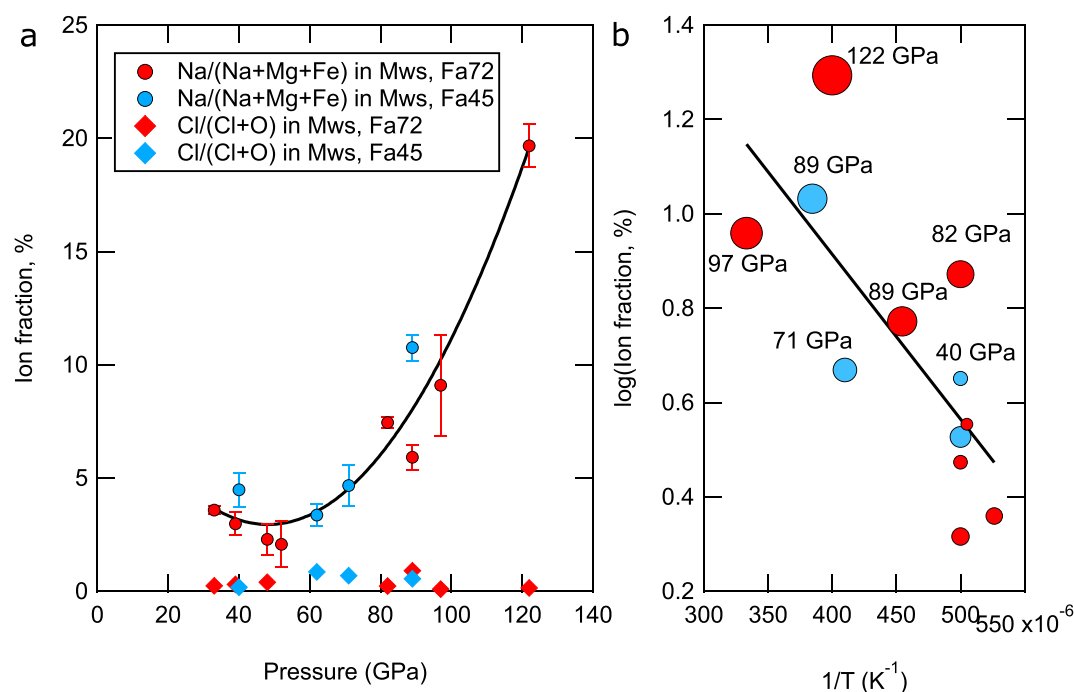 a
25
20
15
10
5
0
Ion fraction, %
Na/(Na+Mg+Fe) in Mws, Fa72
Na/(Na+Mg+Fe) in Mws, Fa45
Cl/(Cl+O) in Mws, Fa72
Cl/(Cl+O) in Mws, Fa45
0 20 40 60 80 100 120 140
Pressure (GPa)
b
1.4
1.2
1.0
0.8
0.6
0.4
0.2
log(Ion fraction, %)
122 GPa
89 GPa
82 GPa
97 GPa
89 GPa
71 GPa
40 GPa
300 350 400 450 500
550 x10-6
1/T (K-1)